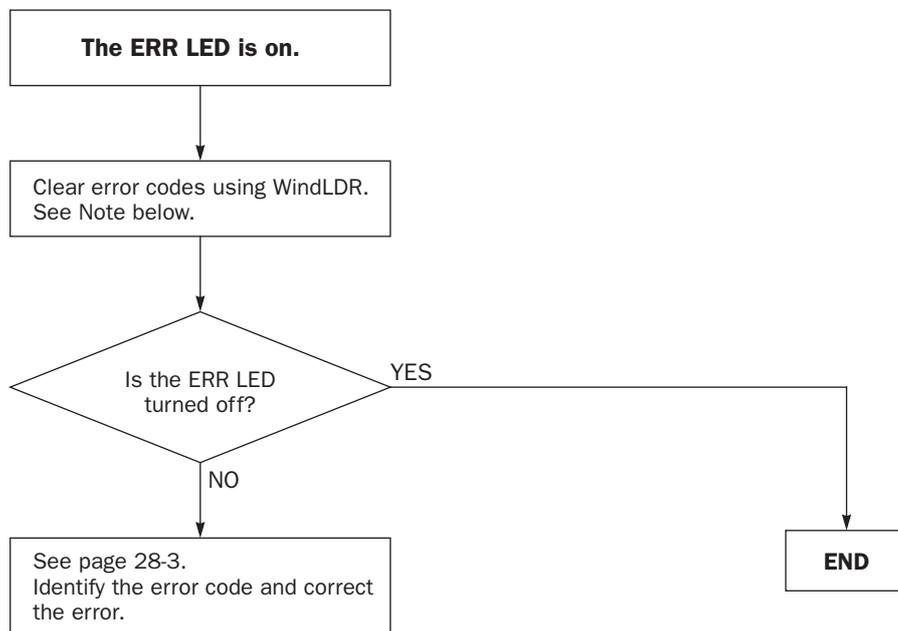 The ERR LED is on.
Clear error codes using WindLDR.
See Note below.
Is the ERR LED
turned off?
YES
NO
See page 28-3.
Identify the error code and correct
the error.
END